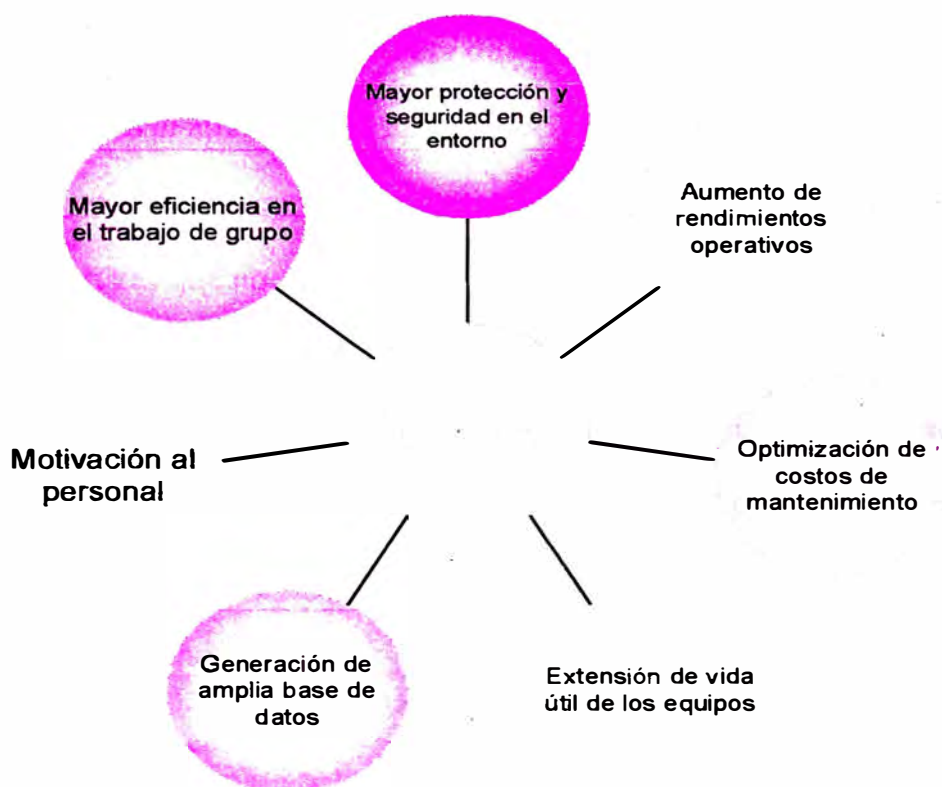 Mayor protección y
seguridad en el
entorno
Mayor eficiencia en
el trabajo de grupo
Aumento de
rendimientos
operativos
Motivación al
personal
Optimización de
costos de
mantenimiento
Generación de
amplia base de
datos
Extensión de vida
útil de los equipos